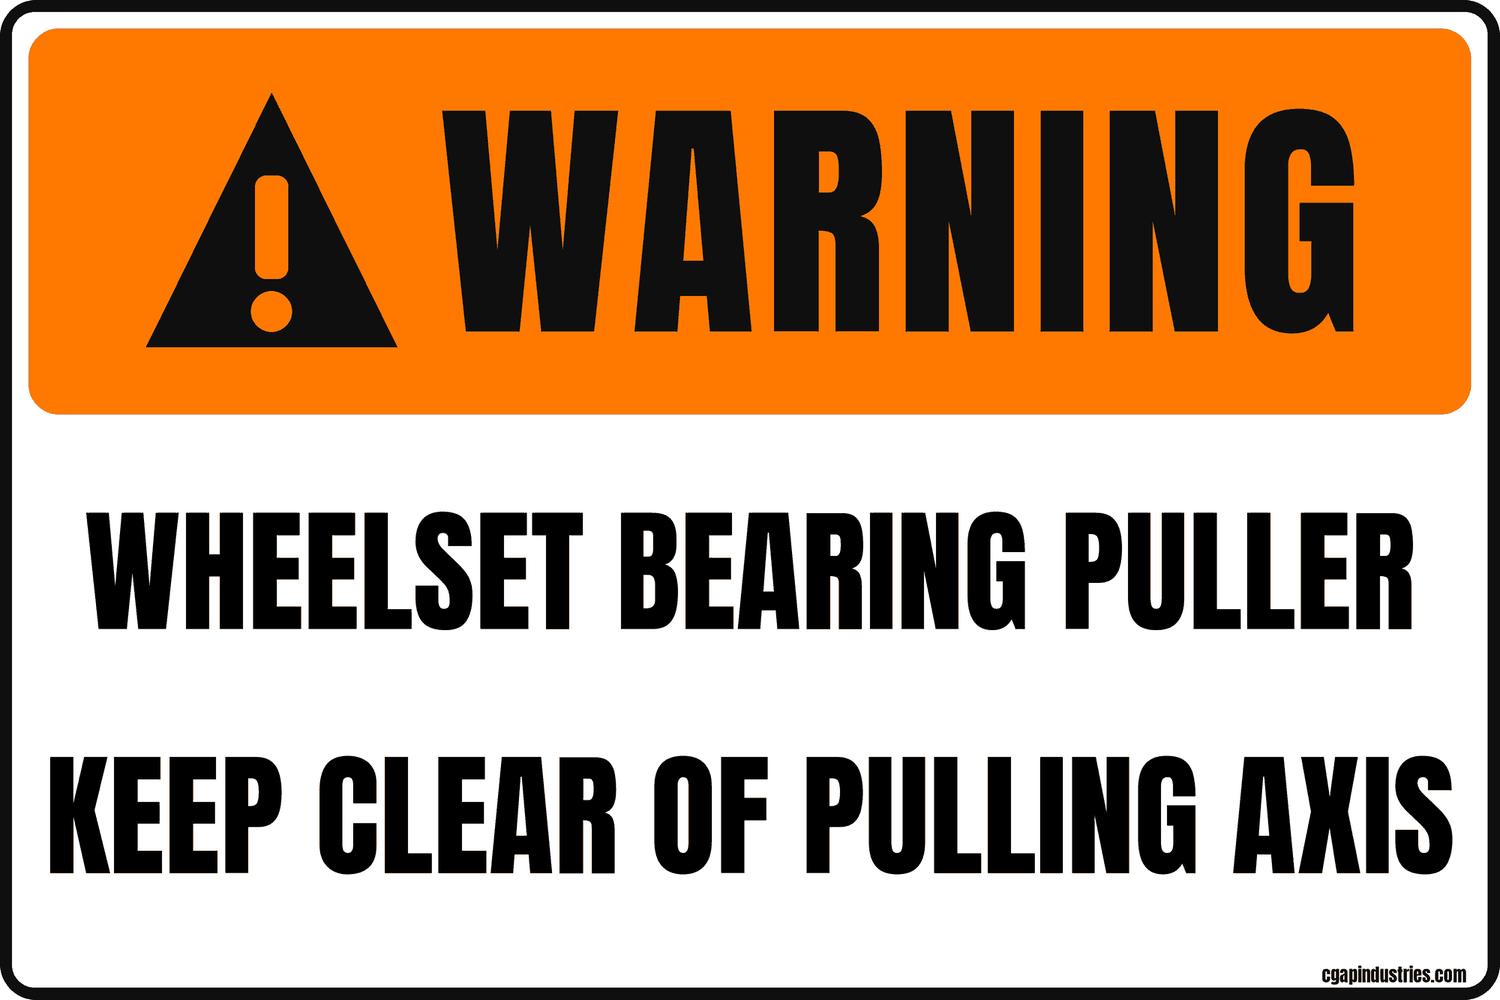 WARNING
WHEELSET BEARING PULLER
KEEP CLEAR OF PULLING AXIS
cgapindustries.com